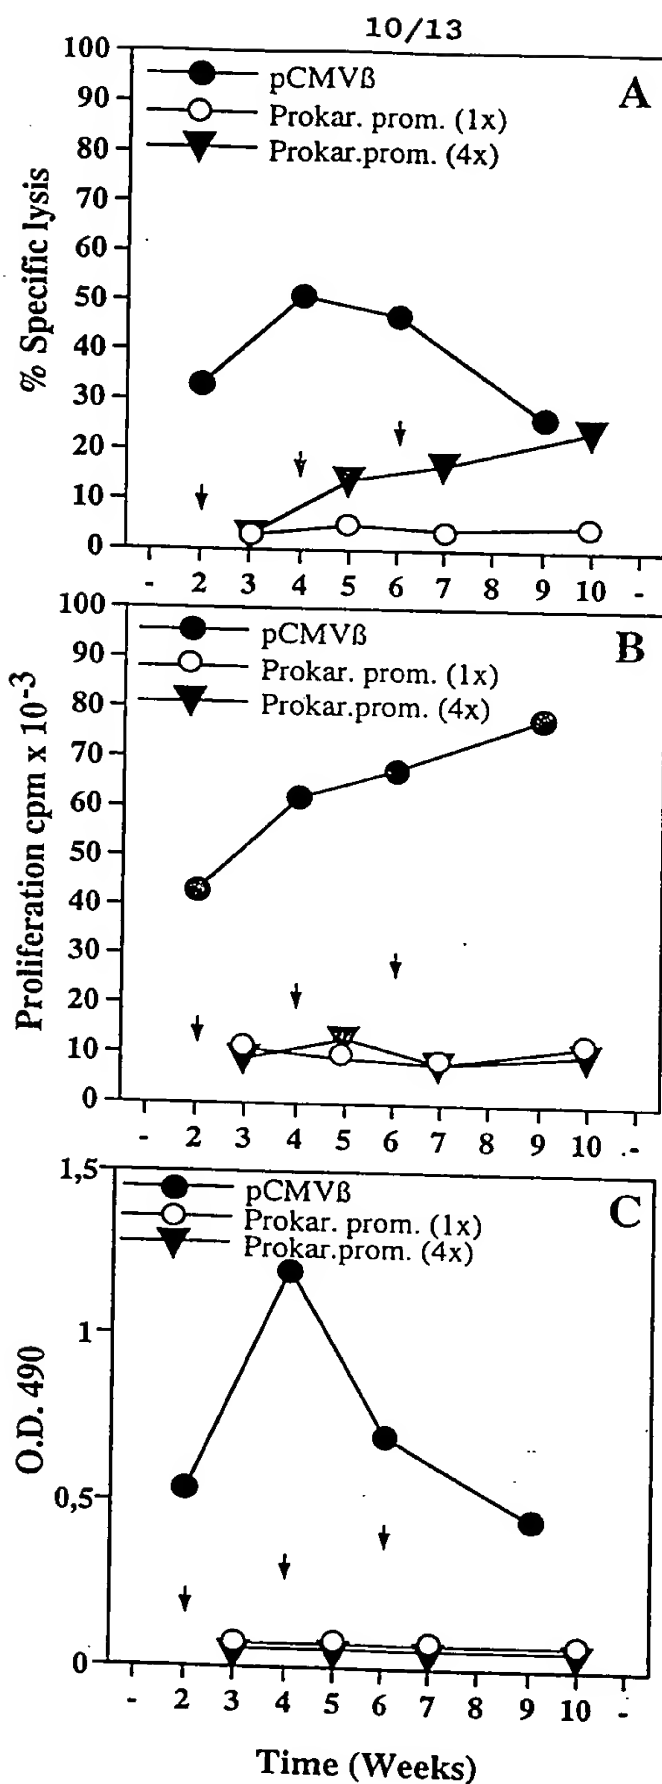 10/13
100
90
80
70
60
50
40
30
20
10
0
% Specific lysis
pCMVß
Prokar. prom. (1x)
Prokar.prom. (4x)
A
- 2 3 4 5 6 7 8 9 10 -
100
90
80
70
60
50
40
30
20
10
0
Proliferation cpm x 10-3
pCMVß
Prokar. prom. (1x)
Prokar.prom. (4x)
B
- 2 3 4 5 6 7 8 9 10 -
1,5
1
0,5
0
O.D. 490
pCMVß
Prokar. prom. (1x)
Prokar.prom. (4x)
C
- 2 3 4 5 6 7 8 9 10 -
Time (Weeks)